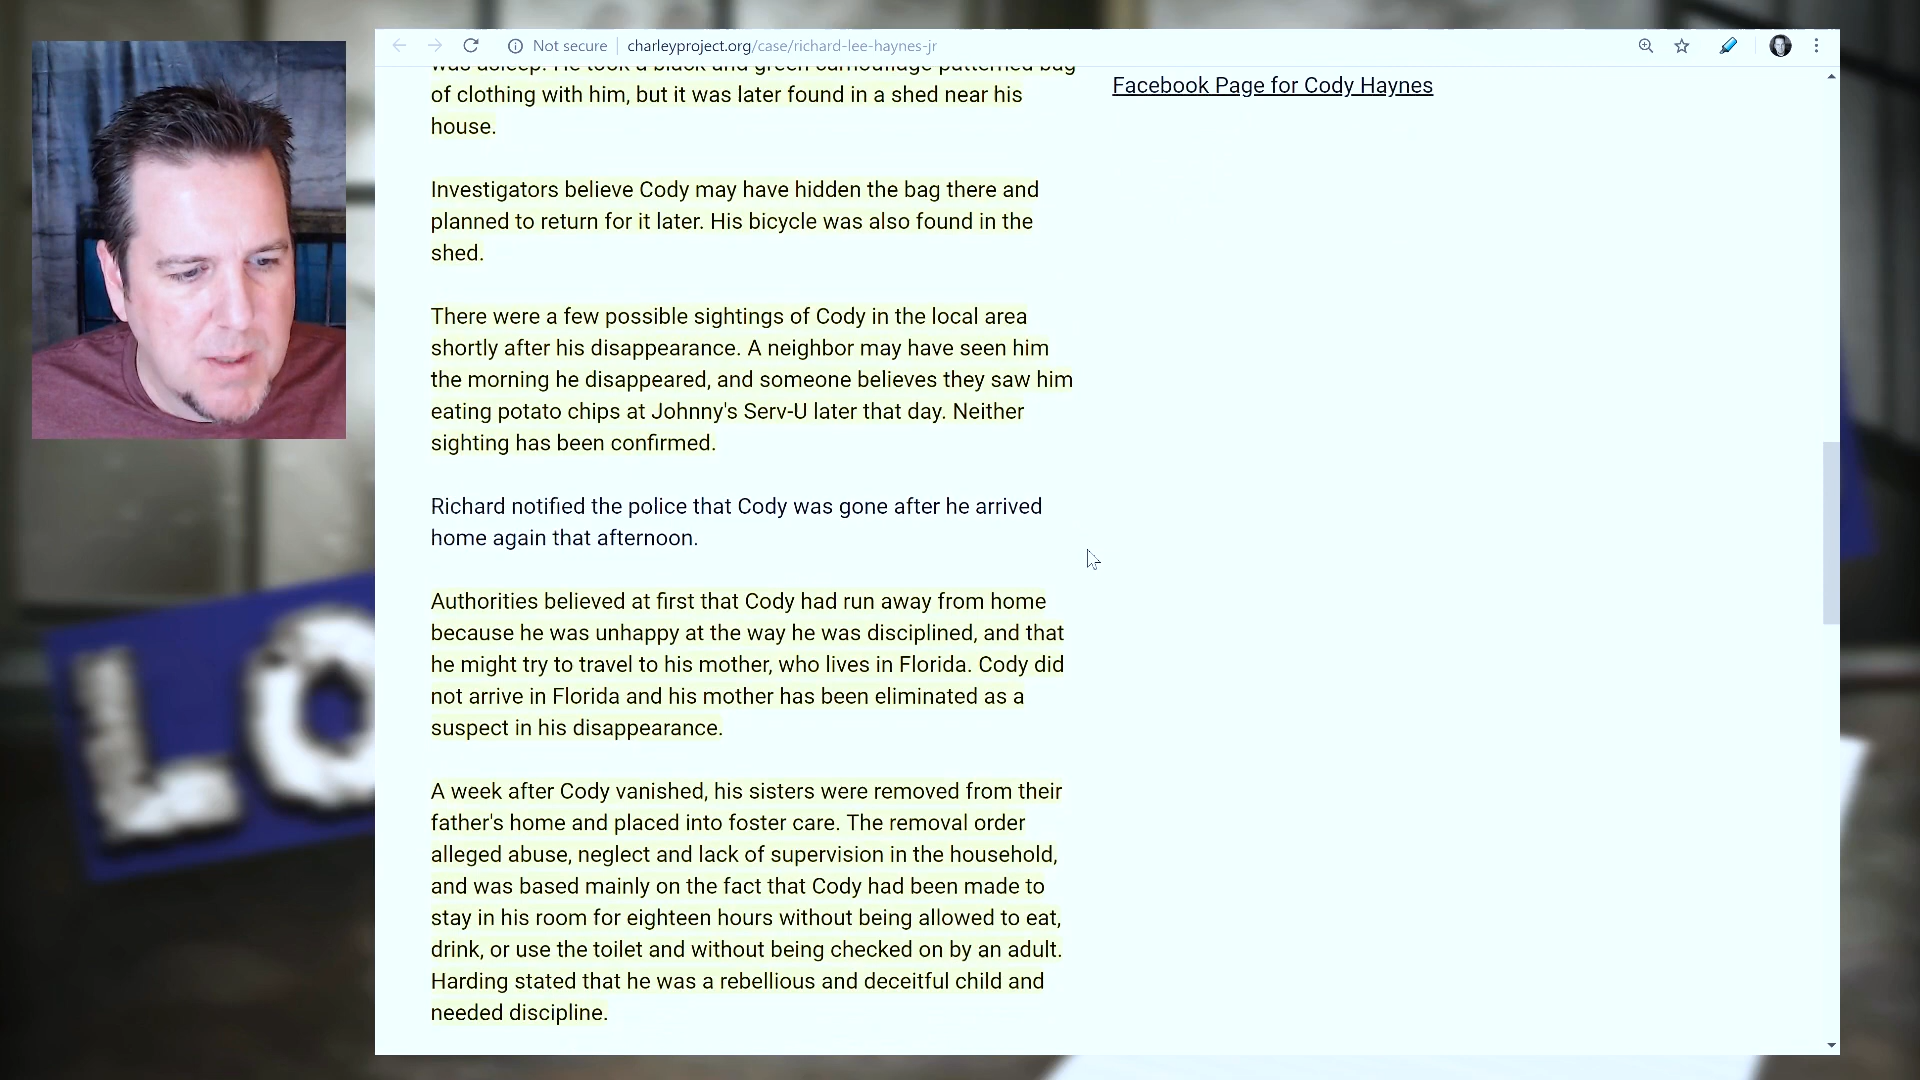 Not secure
charleyproject.org/case/richard-lee-haynes-jr
was asleep. He took a black and green camouflage patterned bag
of clothing with him, but it was later found in a shed near his
house.
Facebook Page for Cody Haynes
Investigators believe Cody may have hidden the bag there and
planned to return for it later. His bicycle was also found in the
shed.
There were a few possible sightings of Cody in the local area
shortly after his disappearance. A neighbor may have seen him
the morning he disappeared, and someone believes they saw him
eating potato chips at Johnny's Serv-U later that day. Neither
sighting has been confirmed.
Richard notified the police that Cody was gone after he arrived
home again that afternoon.
Authorities believed at first that Cody had run away from home
because he was unhappy at the way he was disciplined, and that
he might try to travel to his mother, who lives in Florida. Cody did
not arrive in Florida and his mother has been eliminated as a
suspect in his disappearance.
A week after Cody vanished, his sisters were removed from their
father's home and placed into foster care. The removal order
alleged abuse, neglect and lack of supervision in the household,
and was based mainly on the fact that Cody had been made to
stay in his room for eighteen hours without being allowed to eat,
drink, or use the toilet and without being checked on by an adult.
Harding stated that he was a rebellious and deceitful child and
needed discipline.
LO